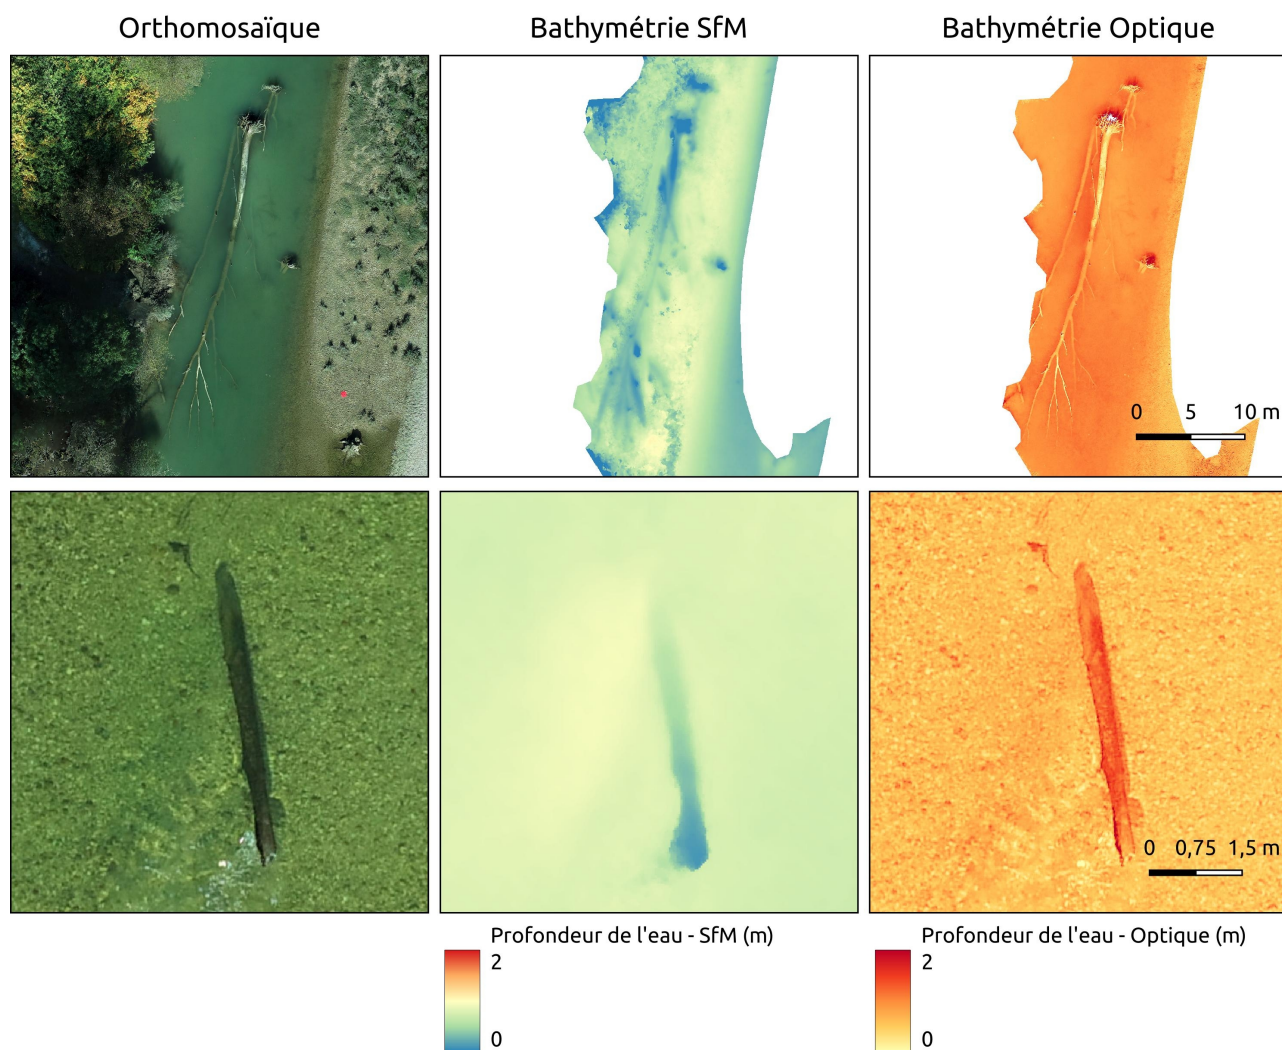 Orthomosaïque
Bathymétrie SfM
Bathymétrie Optique
0 5 10 m
0 0,75 1,5 m
Profondeur de l'eau - SfM (m)
2
0
Profondeur de l'eau - Optique (m)
2
0